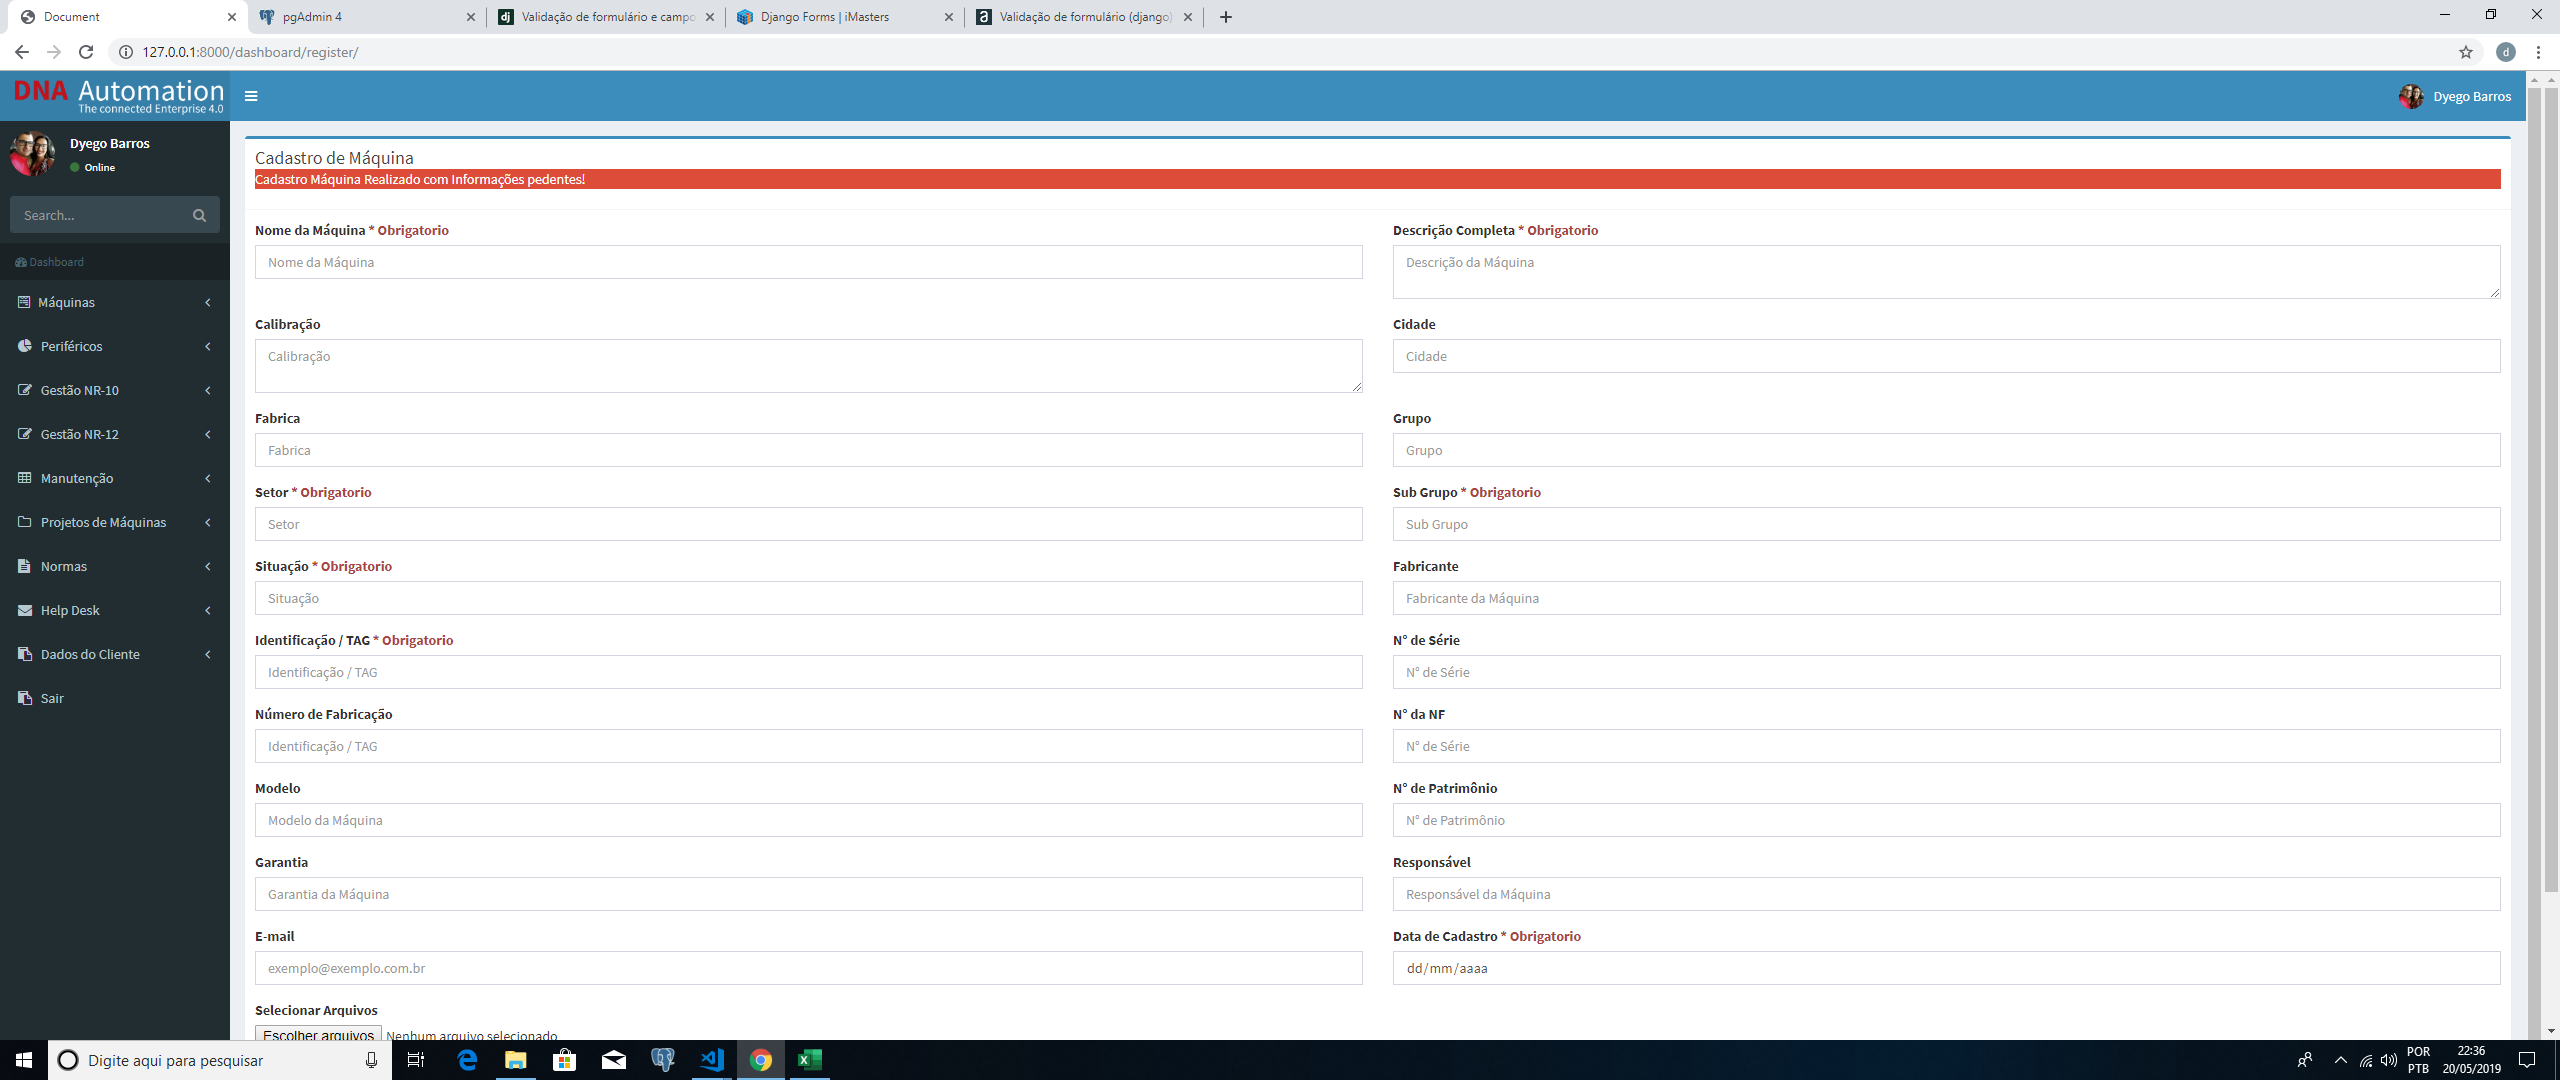 Document
pgAdmin 4
Validação de formulário e campo
Django Forms | iMasters
Validação de formulário (django)
127.0.0.1:8000/dashboard/register/
d
DNA Automation
The connected Enterprise 4.0
Dyego Barros
Dyego Barros
Online
Search...
Dashboard
Máquinas
Periféricos
Gestão NR-10
Gestão NR-12
Manutenção
Projetos de Máquinas
Normas
Help Desk
Dados do Cliente
Sair
Cadastro de Máquina
Cadastro Máquina Realizado com Informações pedentes!
Nome da Máquina * Obrigatorio
Nome da Máquina
Descrição Completa * Obrigatorio
Descrição da Máquina
Calibração
Calibração
Cidade
Cidade
Fabrica
Fabrica
Grupo
Grupo
Setor * Obrigatorio
Setor
Sub Grupo * Obrigatorio
Sub Grupo
Situação * Obrigatorio
Situação
Fabricante
Fabricante da Máquina
Identificação / TAG * Obrigatorio
Identificação / TAG
N° de Série
N° de Série
Número de Fabricação
Identificação / TAG
N° da NF
N° de Série
Modelo
Modelo da Máquina
N° de Patrimônio
N° de Patrimônio
Garantia
Garantia da Máquina
Responsável
Responsável da Máquina
E-mail
exemplo@exemplo.com.br
Data de Cadastro * Obrigatorio
dd/mm/aaaa
Selecionar Arquivos
Escolher arquivos Nenhum arquivo selecionado
Digite aqui para pesquisar
POR
PTB
22:36
20/05/2019